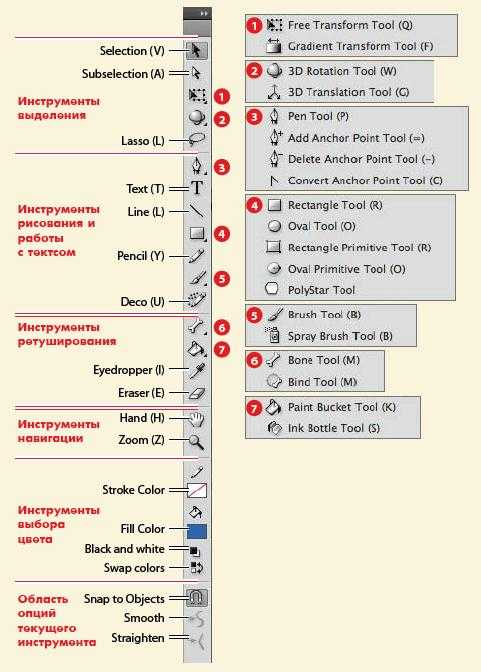 Selection (V)
Subselection (A)
Инструменты
выделения
1
2
Lasso (L)
3
Инструменты
рисования и
работы
с тектсом
Text (T)
Line (L)
4
Pencil (Y)
5
Deco (U)
Инструменты
ретуширования
6
7
Eyedropper (I)
Eraser (E)
Инструменты
навигации
Hand (H)
Zoom (Z)
Инструменты
выбора
цвета
Stroke Color
Fill Color
Black and white
Swap colors
Область
опций
текущего
инструмента
Snap to Objects
Smooth
Straighten
1 Free Transform Tool (Q)
Gradient Transform Tool (F)
2 3D Rotation Tool (W)
3D Translation Tool (G)
3 Pen Tool (P)
Add Anchor Point Tool (=)
Delete Anchor Point Tool (-)
Convert Anchor Point Tool (C)
4 Rectangle Tool (R)
Oval Tool (O)
Rectangle Primitive Tool (R)
Oval Primitive Tool (O)
PolyStar Tool
5 Brush Tool (B)
Spray Brush Tool (B)
6 Bone Tool (M)
Bind Tool (M)
7 Paint Bucket Tool (K)
Ink Bottle Tool (S)